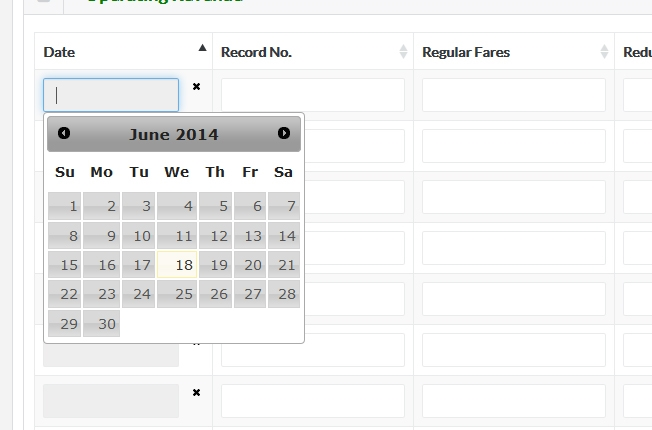 Date Record No. Regular Fares
June 2014
Su Mo Tu We Th Fr Sa
1 2 3 4 5 6 7
8 9 10 11 12 13 14
15 16 17 18 19 20 21
22 23 24 25 26 27 28
29 30